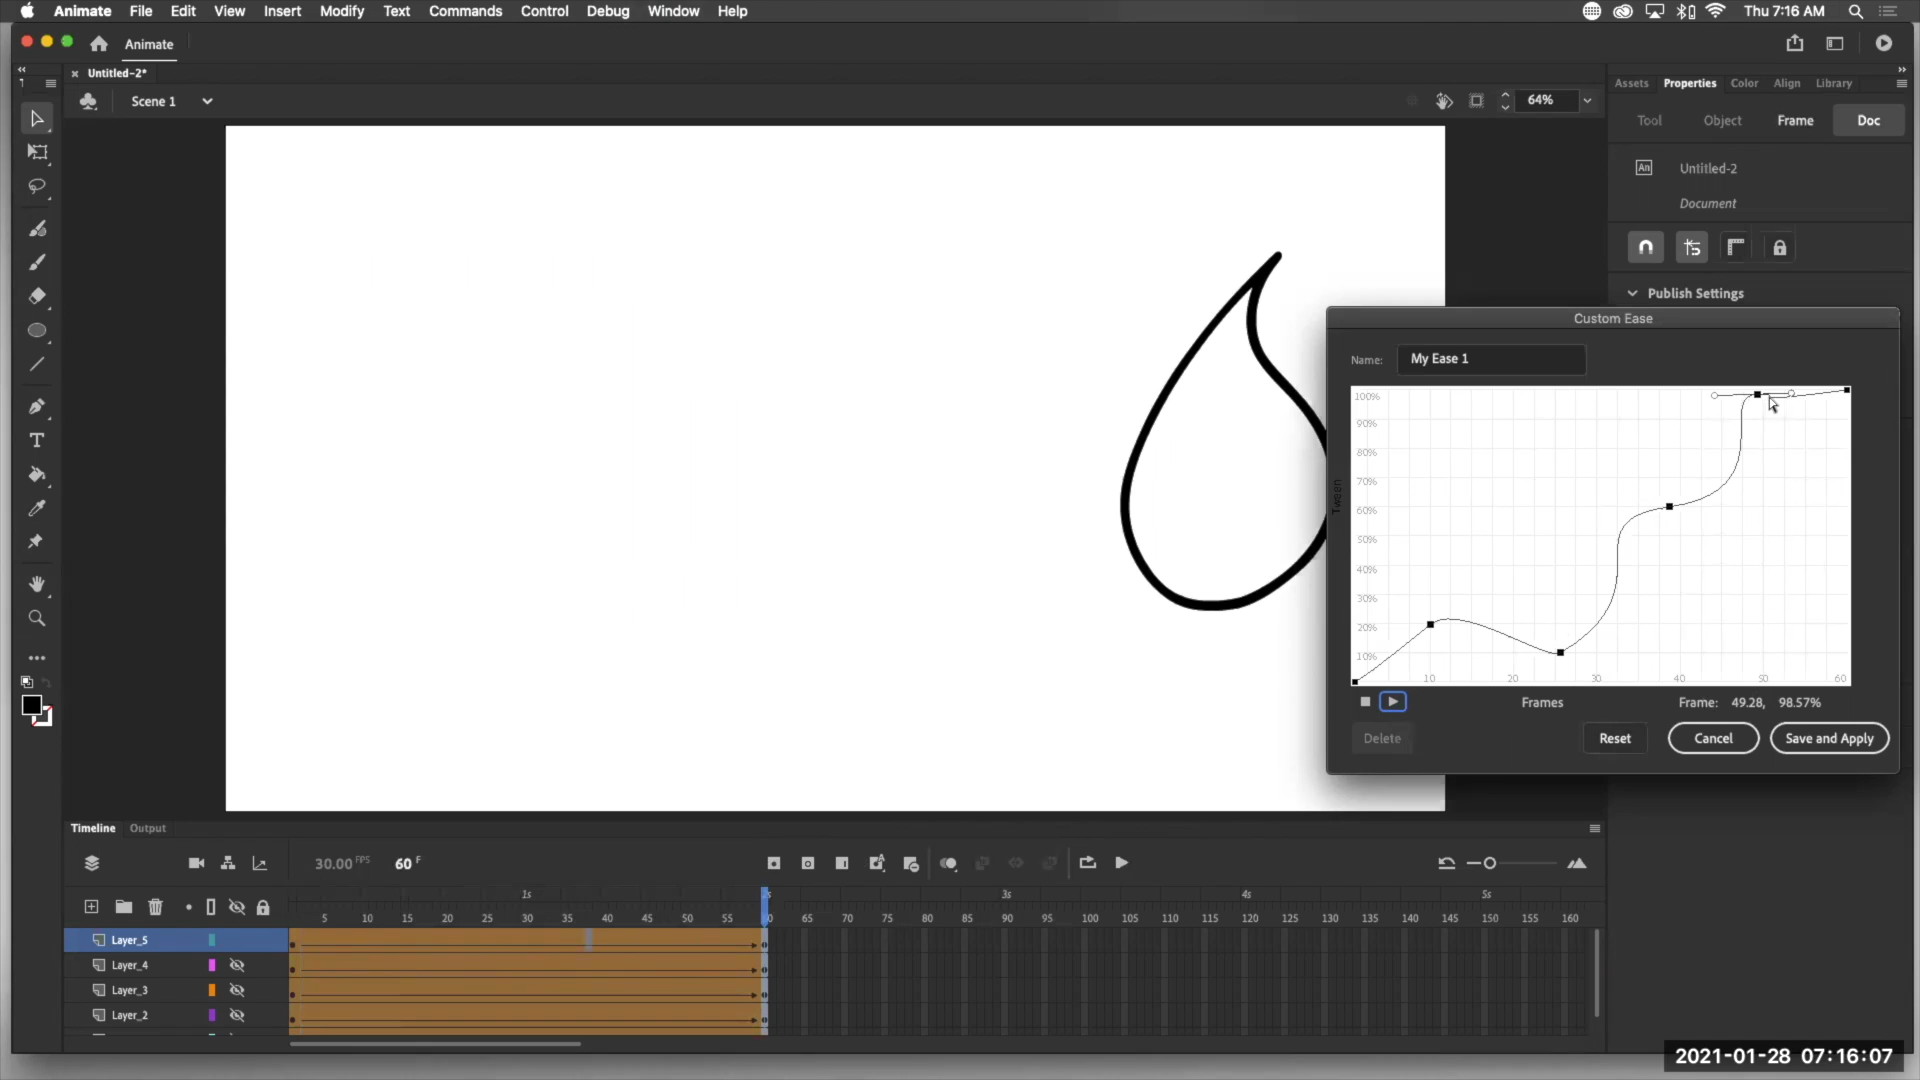 Animate File Edit View Insert Modify Text Commands Control Debug Window Help Thu 7:16 AM
Animate
Untitled-2*
Scene 1
64%
Assets Properties Color Align Library
Tool Object Frame Doc
An Untitled-2
Document
Publish Settings
Custom Ease
Name: My Ease 1
100%
90%
80%
70%
60%
50%
40%
30%
20%
10%
Tween
10 20 30 40 50 60
Frames
Frame: 49.28, 98.57%
Delete Reset Cancel Save and Apply
Timeline Output
30.00 FPS 60 F
1s 3s 4s 5s
5 10 15 20 25 30 35 40 45 50 55 65 70 75 80 85 90 95 100 105 110 115 120 125 130 135 140 145 150 155 160
Layer_5
Layer_4
Layer_3
Layer_2
2021-01-28 07:16:07